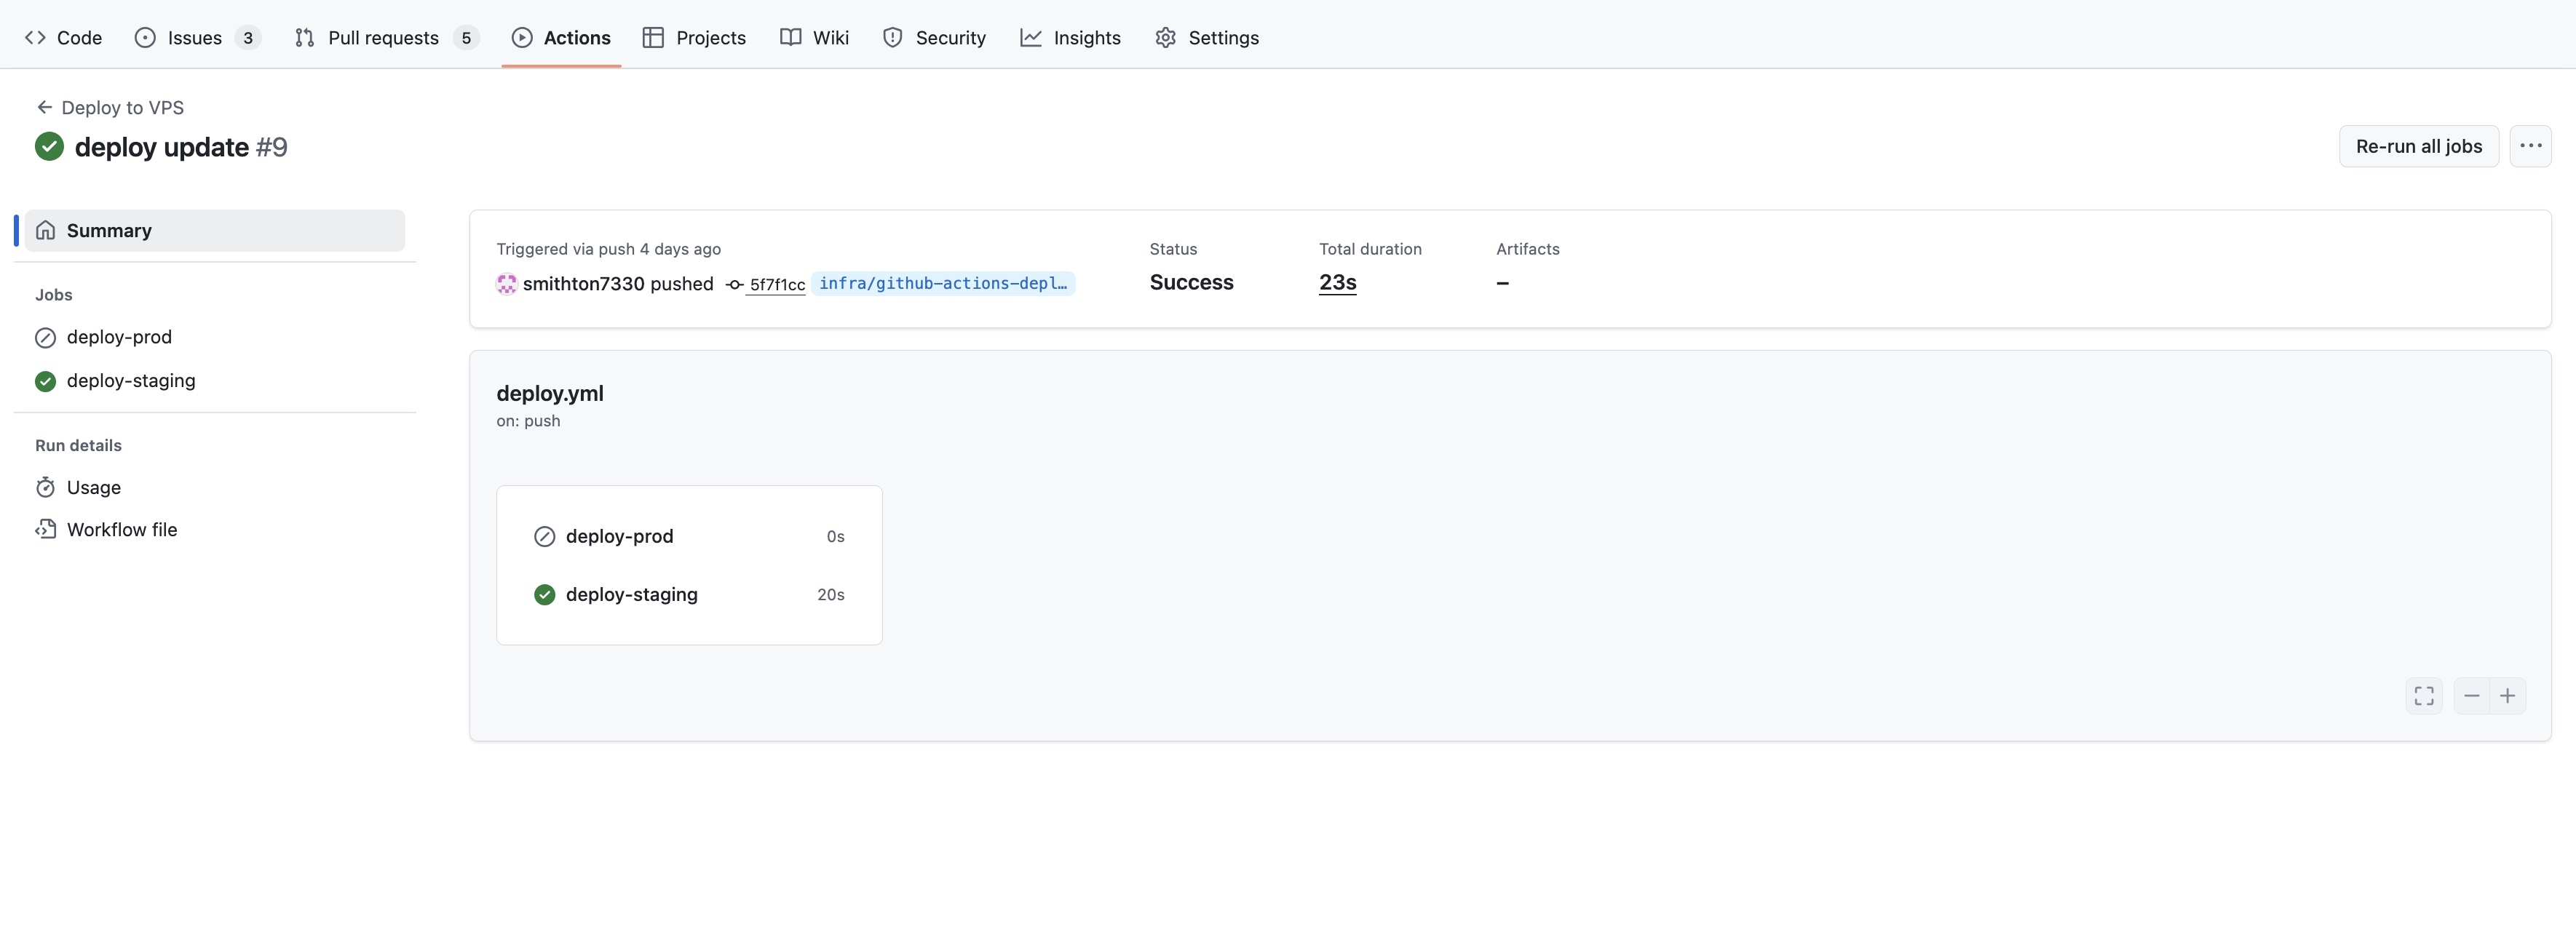 Code Issues 3 Pull requests 5 Actions Projects Wiki Security Insights Settings
Deploy to VPS
deploy update #9
Re-run all jobs
Summary
Jobs
deploy-prod
deploy-staging
Run details
Usage
Workflow file
Triggered via push 4 days ago
smithton7330 pushed 5f7f1cc infra/github-actions-depl…
Status
Success
Total duration
23s
Artifacts
–
deploy.yml
on: push
deploy-prod 0s
deploy-staging 20s